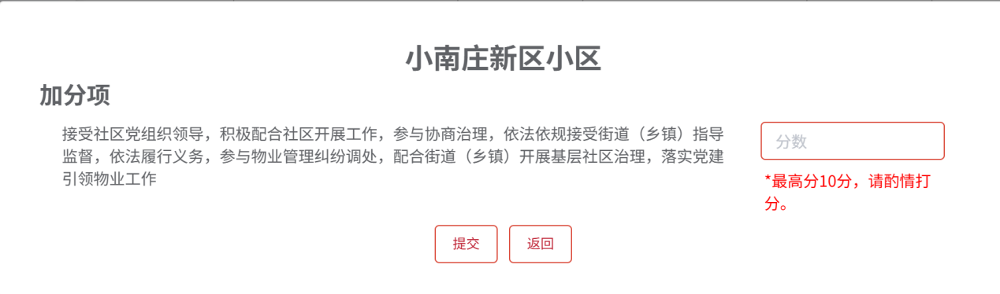 小南庄新区小区
加分项
接受社区党组织领导，积极配合社区开展工作，参与协商治理，依法依规接受街道（乡镇）指导
监督，依法履行义务，参与物业管理纠纷调处，配合街道（乡镇）开展基层社区治理，落实党建
引领物业工作
分数
*最高分10分，请酌情打
分。
提交
返回